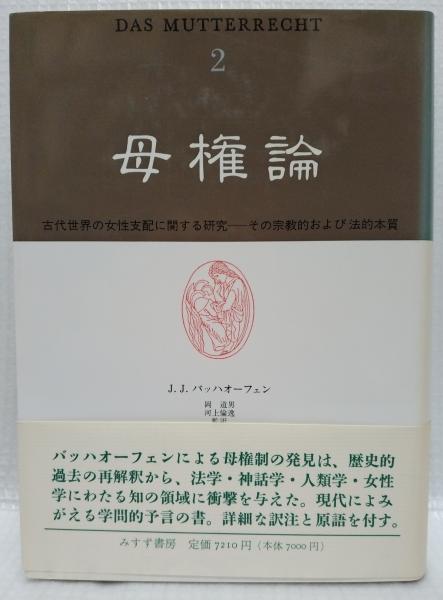 DAS MUTTERRECHT
2
母権論
古代世界の女性支配に関する研究——その宗教的および法的本質
J. J. バッハオーフェン
岡 道男
河上倫逸
監訳
バッハオーフェンによる母権制の発見は、歴史的
過去の再解釈から、法学・神話学・人類学・女性
学にわたる知の領域に衝撃を与えた。現代によみ
がえる学問的予言の書。詳細な訳注と原語を付す。
みすず書房 定価7210円（本体7000円）